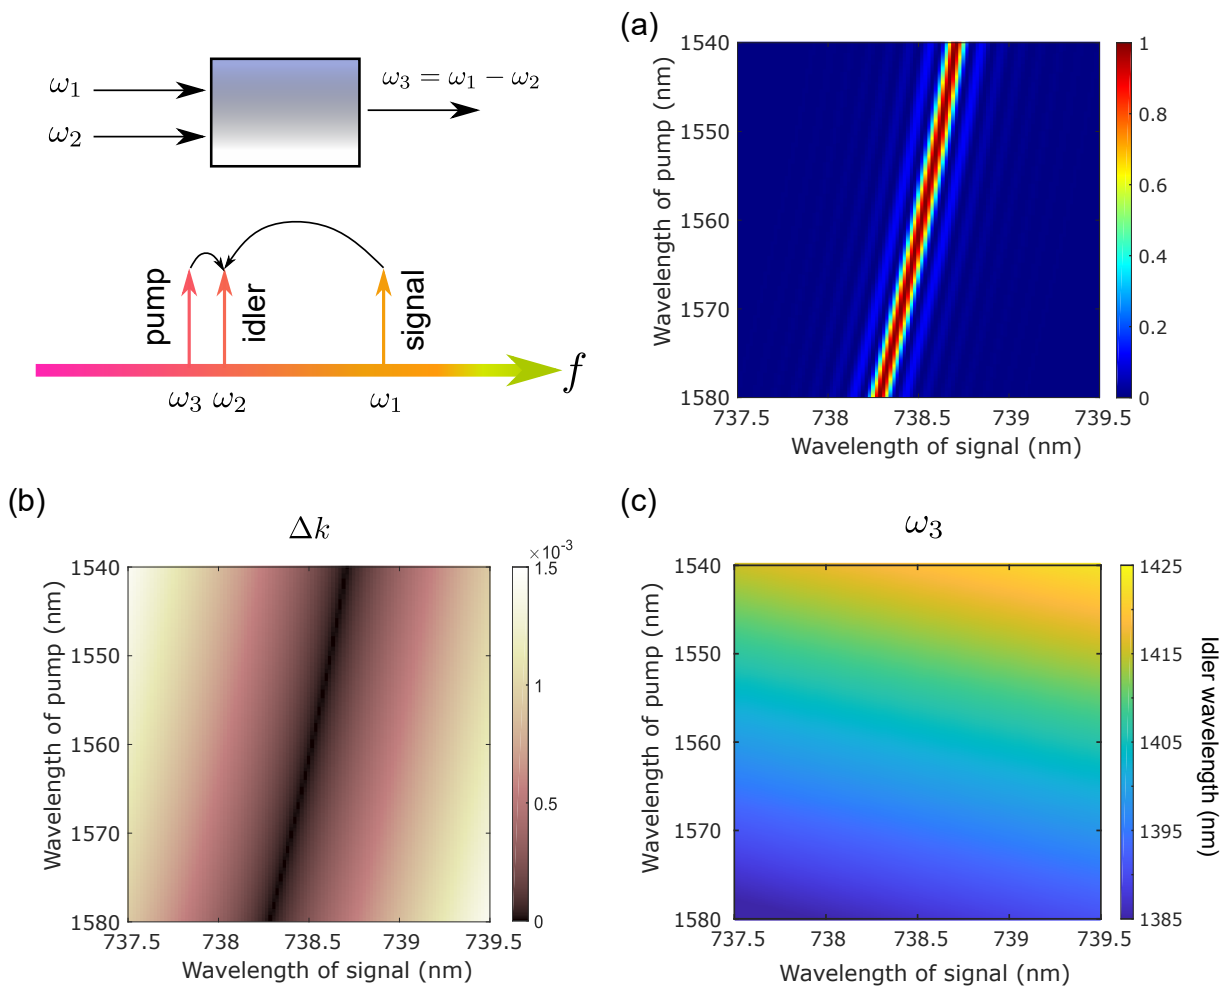 ω₁
ω₂
ω₃ = ω₁ − ω₂
pump
idler
signal
ω₃
ω₂
ω₁
f
(a)
Wavelength of pump (nm)
1540
1550
1560
1570
1580
737.5
738
738.5
739
739.5
Wavelength of signal (nm)
1
0.8
0.6
0.4
0.2
0
(b)
Δk
Wavelength of pump (nm)
1540
1550
1560
1570
1580
737.5
738
738.5
739
739.5
Wavelength of signal (nm)
×10⁻³
1.5
1
0.5
0
(c)
ω₃
Wavelength of pump (nm)
1540
1550
1560
1570
1580
737.5
738
738.5
739
739.5
Wavelength of signal (nm)
1425
1415
1405
1395
1385
Idler wavelength (nm)